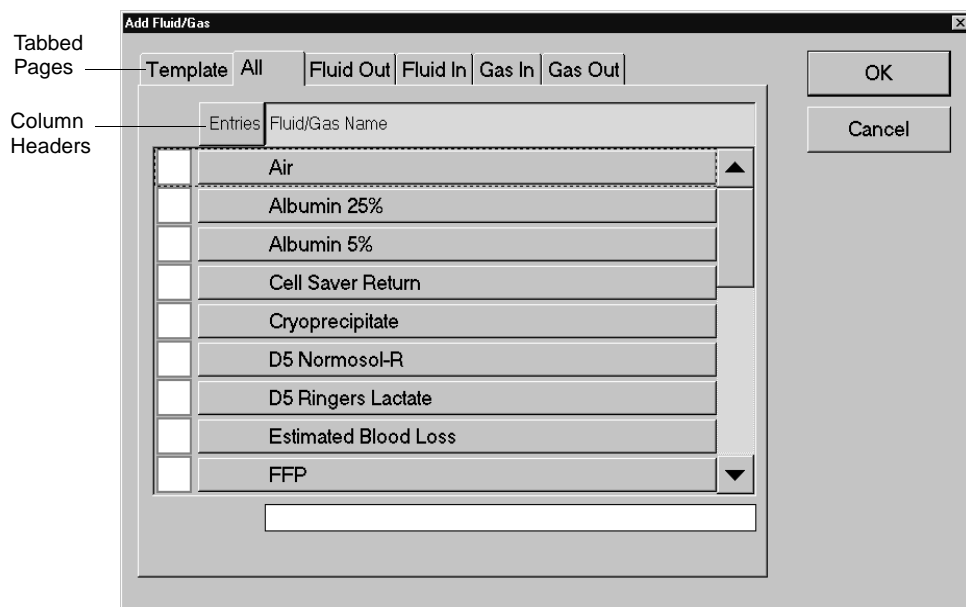 Add Fluid/Gas
Tabbed
Pages
Template All Fluid Out Fluid In Gas In Gas Out
OK
Column
Headers
Entries Fluid/Gas Name
Cancel
Air
Albumin 25%
Albumin 5%
Cell Saver Return
Cryoprecipitate
D5 Normosol-R
D5 Ringers Lactate
Estimated Blood Loss
FFP